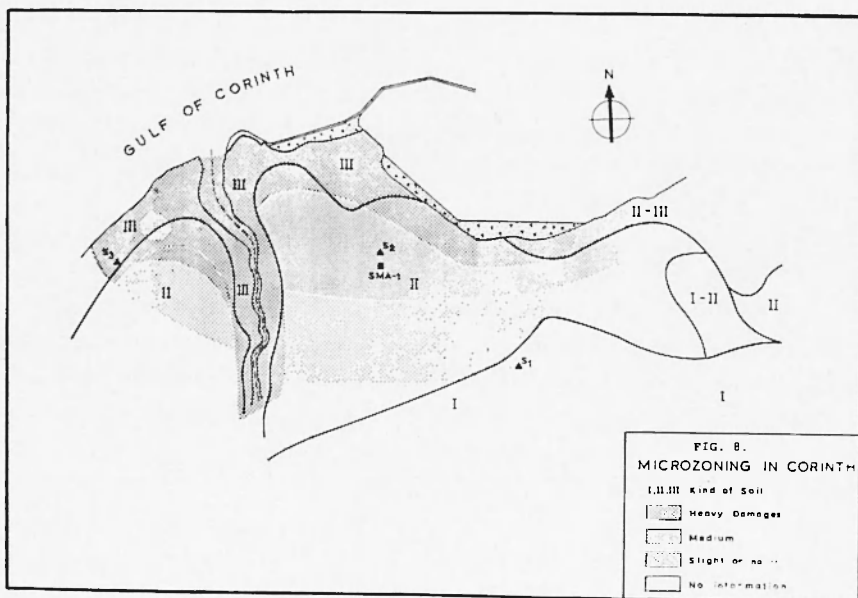 GULF OF CORINTH
N
III
III
III
II - III
S3
S2
SMA-1
II
III
II
I - II
II
S1
I
I
FIG. 8.
MICROZONING IN CORINTH
I,II,III Kind of Soil
Heavy Damages
Medium
Slight or no "
No information